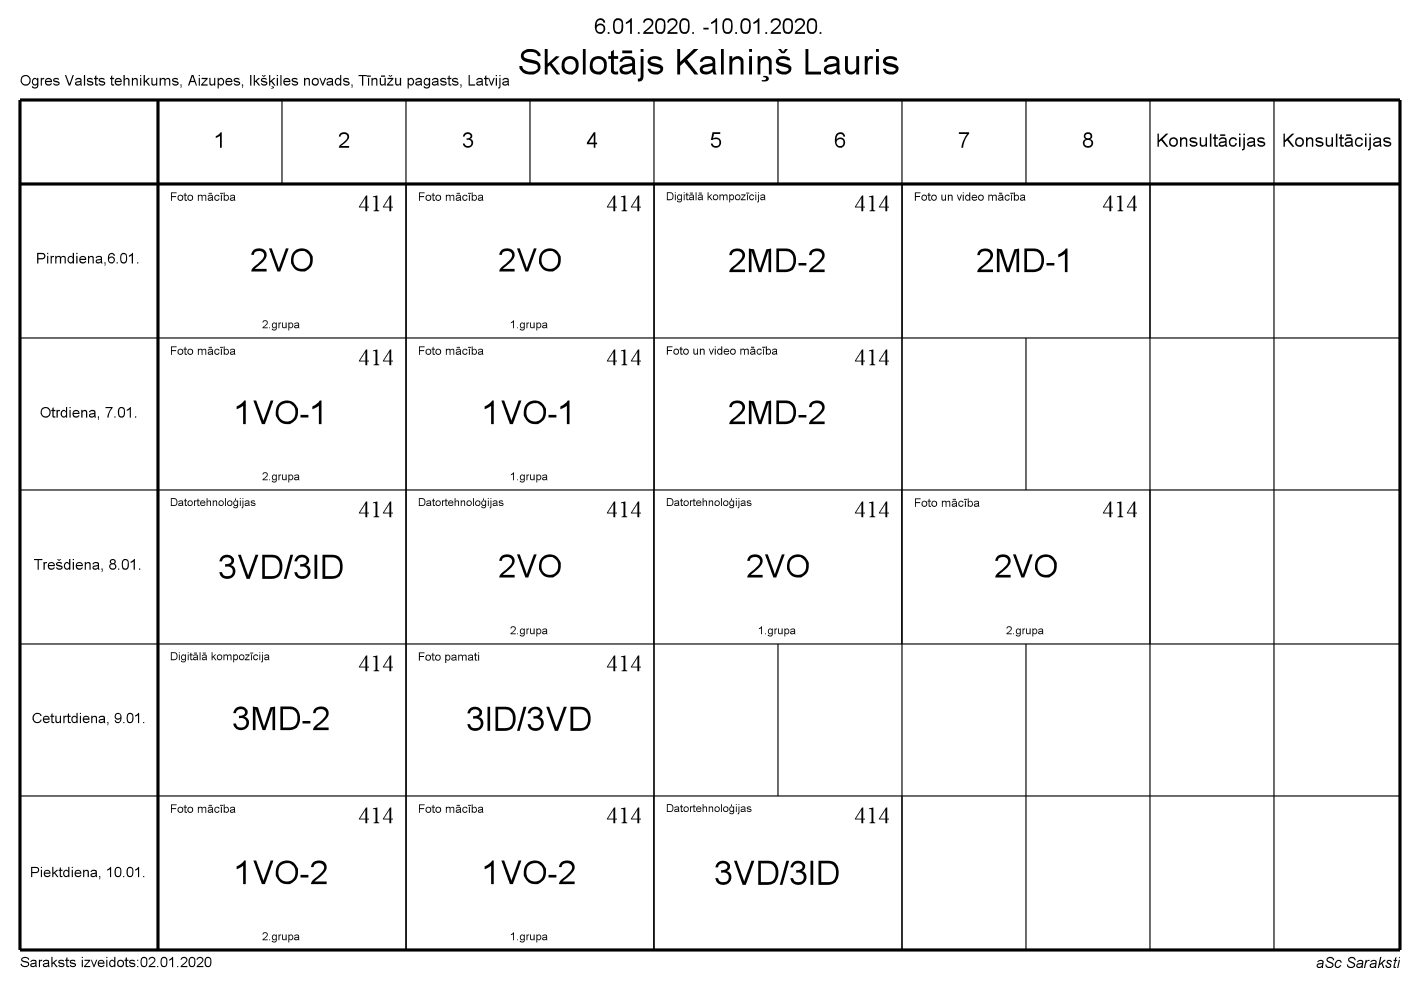 6.01.2020. -10.01.2020.
Skolotājs Kalniņš Lauris
Ogres Valsts tehnikums, Aizupes, Ikšķiles novads, Tīnūžu pagasts, Latvija
1 2 3 4 5 6 7 8 Konsultācijas Konsultācijas
Foto mācība 414 Foto mācība 414 Digitālā kompozīcija 414 Foto un video mācība 414
Pirmdiena,6.01. 2VO 2VO 2MD-2 2MD-1
2.grupa 1.grupa
Foto mācība 414 Foto mācība 414 Foto un video mācība 414
Otrdiena, 7.01. 1VO-1 1VO-1 2MD-2
2.grupa 1.grupa
Datortehnoloģijas 414 Datortehnoloģijas 414 Datortehnoloģijas 414 Foto mācība 414
Trešdiena, 8.01. 3VD/3ID 2VO 2VO 2VO
2.grupa 1.grupa 2.grupa
Digitālā kompozīcija 414 Foto pamati 414
Ceturtdiena, 9.01. 3MD-2 3ID/3VD
Foto mācība 414 Foto mācība 414 Datortehnoloģijas 414
Piektdiena, 10.01. 1VO-2 1VO-2 3VD/3ID
2.grupa 1.grupa
Saraksts izveidots:02.01.2020 aSc Saraksti